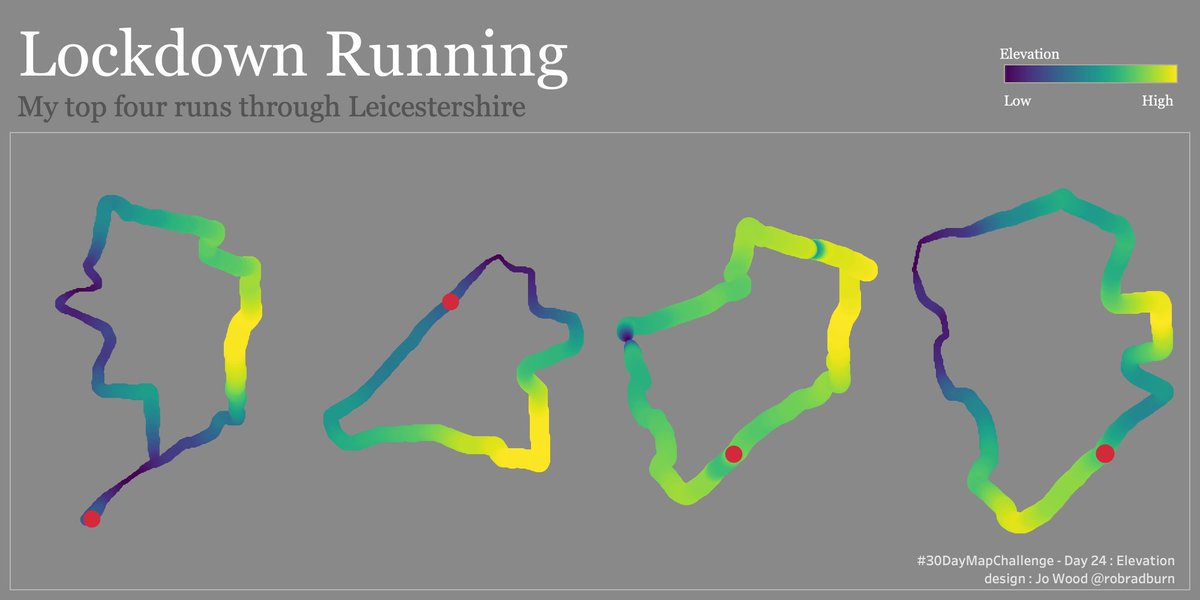 Lockdown Running
My top four runs through Leicestershire
Elevation
Low High
#30DayMapChallenge - Day 24 : Elevation
design : Jo Wood @robradburn